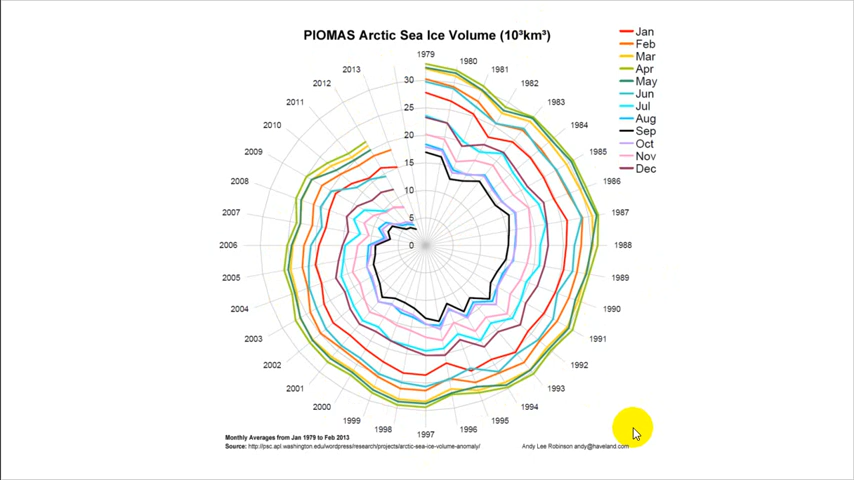 PIOMAS Arctic Sea Ice Volume (10³km³)
Jan
Feb
Mar
Apr
May
Jun
Jul
Aug
Sep
Oct
Nov
Dec
1979
1980
1981
1982
1983
1984
1985
1986
1987
1988
1989
1990
1991
1992
1993
1994
1995
1996
1997
1998
1999
2000
2001
2002
2003
2004
2005
2006
2007
2008
2009
2010
2011
2012
2013
30
25
20
15
10
5
0
Monthly Averages from Jan 1979 to Feb 2013
Source: http://psc.apl.washington.edu/wordpress/research/projects/arctic-sea-ice-volume-anomaly/
Andy Lee Robinson andy@haveland.com